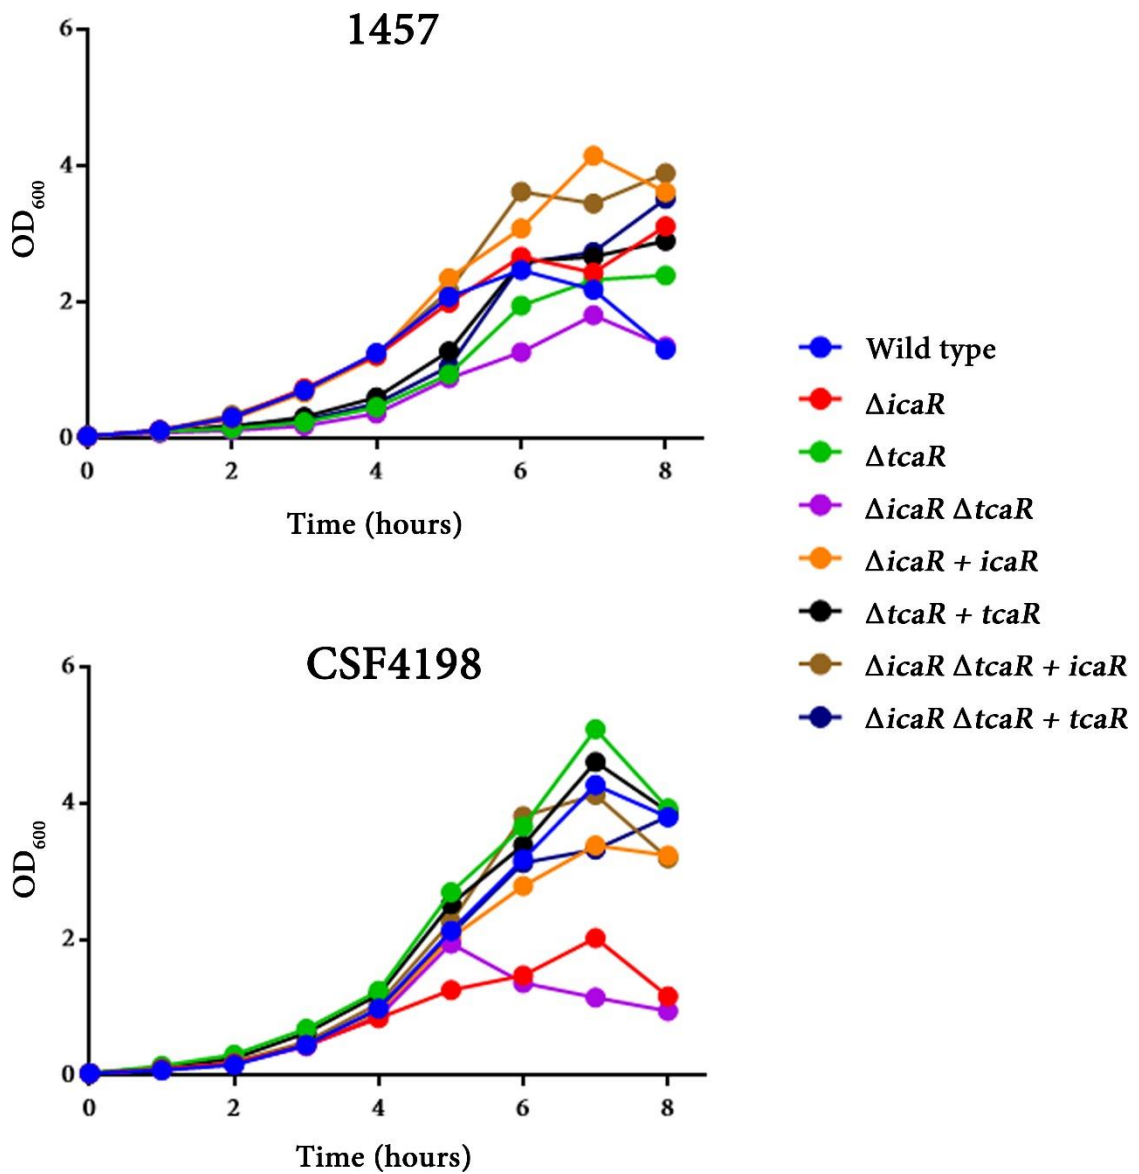 1457
6
4
2
0
OD600
0 2 4 6 8
Time (hours)
Wild type
ΔicaR
ΔtcaR
ΔicaR ΔtcaR
ΔicaR + icaR
ΔtcaR + tcaR
ΔicaR ΔtcaR + icaR
ΔicaR ΔtcaR + tcaR
CSF4198
6
4
2
0
OD600
0 2 4 6 8
Time (hours)